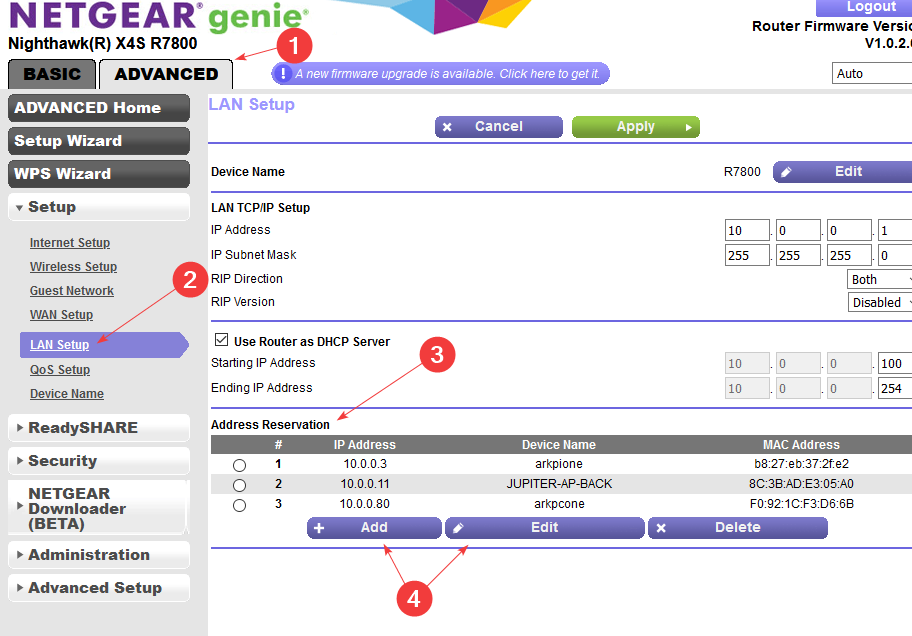 NETGEAR® genie®
Logout
Nighthawk(R) X4S R7800
Router Firmware
V1.0.2.
1
BASIC
ADVANCED
! A new firmware upgrade is available. Click here to get it.
Auto
ADVANCED Home
Setup Wizard
WPS Wizard
Setup
Internet Setup
Wireless Setup
Guest Network
WAN Setup
LAN Setup
QoS Setup
Device Name
ReadySHARE
Security
NETGEAR
Downloader
(BETA)
Administration
Advanced Setup
2
LAN Setup
Cancel
Apply
Device Name R7800 Edit
LAN TCP/IP Setup
IP Address 10 . 0 . 0 . 1
IP Subnet Mask 255 . 255 . 255 . 0
RIP Direction Both
RIP Version Disabled
Use Router as DHCP Server
Starting IP Address 10 . 0 . 0 . 100
Ending IP Address 10 . 0 . 0 . 254
3
Address Reservation
# IP Address Device Name MAC Address
1 10.0.0.3 arkpione b8:27:eb:37:2f:e2
2 10.0.0.11 JUPITER-AP-BACK 8C:3B:AD:E3:05:A0
3 10.0.0.80 arkpcone F0:92:1C:F3:D6:6B
Add Edit Delete
4